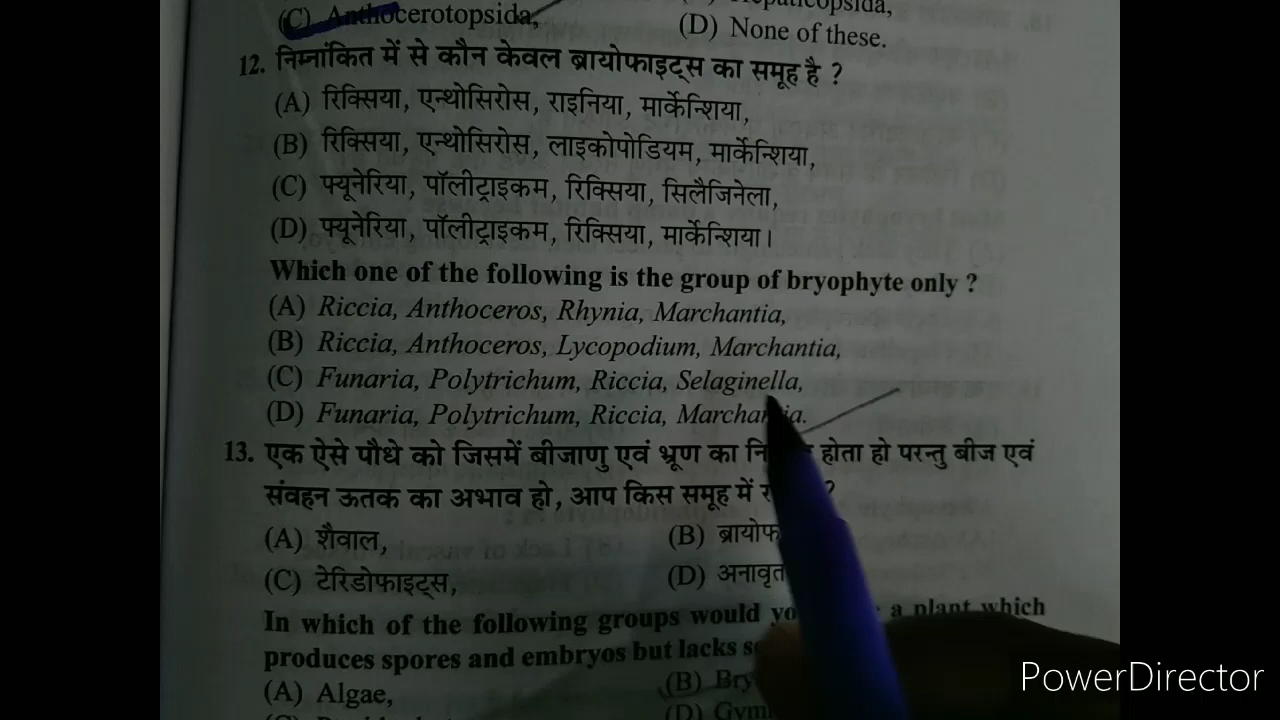 (C) Anthocerotopsida,
(D) None of these.
12. निम्नांकित में से कौन केवल ब्रायोफाइट्स का समूह है ?
(A) रिक्सिया, एन्थोसिरोस, राइनिया, मार्केन्शिया,
(B) रिक्सिया, एन्थोसिरोस, लाइकोपोडियम, मार्केन्शिया,
(C) फ्यूनेरिया, पॉलीट्राइकम, रिक्सिया, सिलैजिनेला,
(D) फ्यूनेरिया, पॉलीट्राइकम, रिक्सिया, मार्केन्शिया।
Which one of the following is the group of bryophyte only ?
(A) Riccia, Anthoceros, Rhynia, Marchantia,
(B) Riccia, Anthoceros, Lycopodium, Marchantia,
(C) Funaria, Polytrichum, Riccia, Selaginella,
(D) Funaria, Polytrichum, Riccia, Marchantia.
13. एक ऐसे पौधे को जिसमें बीजाणु एवं भ्रूण का होता हो परन्तु बीज एवं
संवहन ऊतक का अभाव हो, आप किस समूह में ?
(A) शैवाल, (B)
(C) टेरिडोफाइट्स, (D) अनावृत
In which of the following groups would a plant which
produces spores and embryos but lacks
(A) Algae, (B)
(D)
PowerDirector